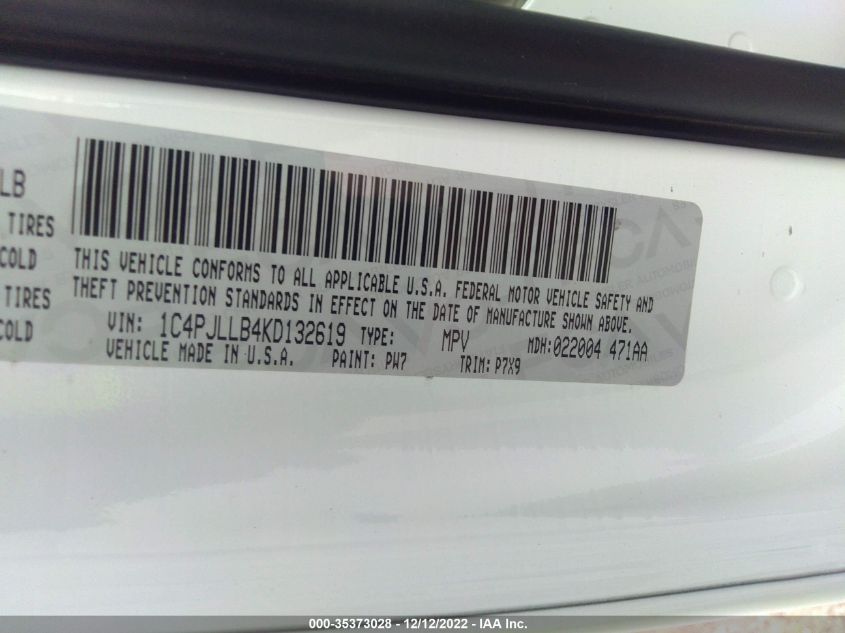 LB
TIRES
COLD
TIRES
COLD
THIS VEHICLE CONFORMS TO ALL APPLICABLE U.S.A. FEDERAL MOTOR VEHICLE SAFETY AND
THEFT PREVENTION STANDARDS IN EFFECT ON THE DATE OF MANUFACTURE SHOWN ABOVE.
VIN: 1C4PJLLB4KD132619 TYPE: MPV MDH:022004 471AA
VEHICLE MADE IN U.S.A. PAINT: PW7 TRIM: P7X9
000-35373028 - 12/12/2022 - IAA Inc.